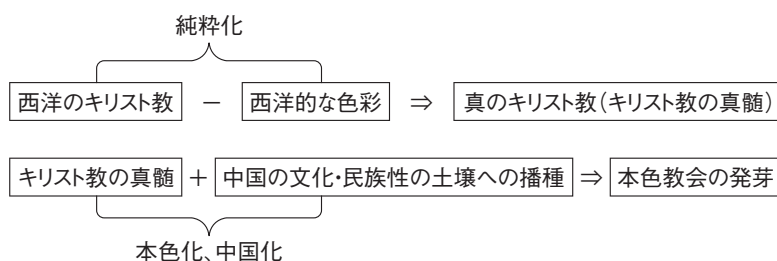 純粋化
西洋のキリスト教 － 西洋的な色彩 ⇒ 真のキリスト教(キリスト教の真髄)
キリスト教の真髄 + 中国の文化・民族性の土壌への播種 ⇒ 本色教会の発芽
本色化、中国化